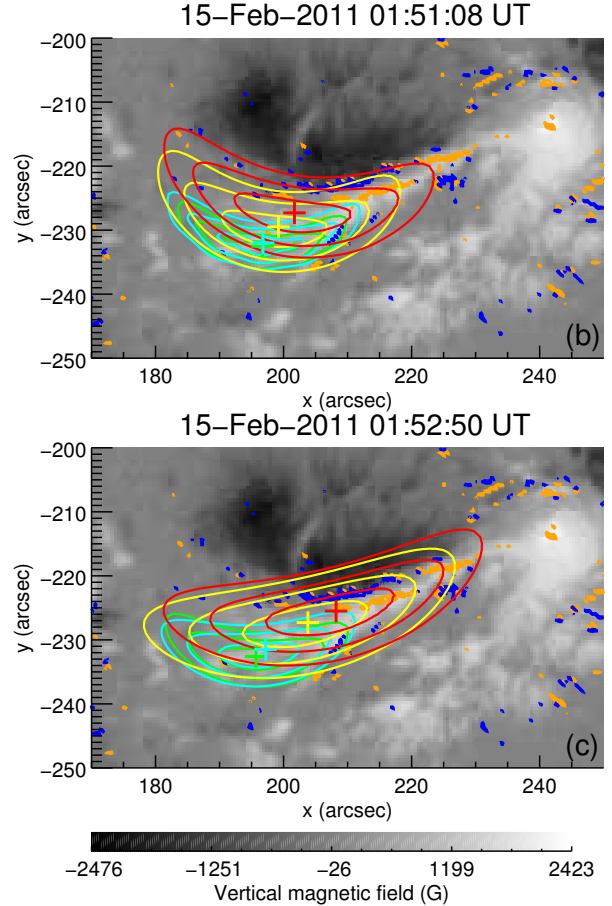 15−Feb−2011 01:51:08 UT
−200
−210
−220
−230
−240
−250
y (arcsec)
(b)
180 200 220 240
x (arcsec)
15−Feb−2011 01:52:50 UT
−200
−210
−220
−230
−240
−250
y (arcsec)
(c)
180 200 220 240
x (arcsec)
−2476 −1251 −26 1199 2423
Vertical magnetic field (G)